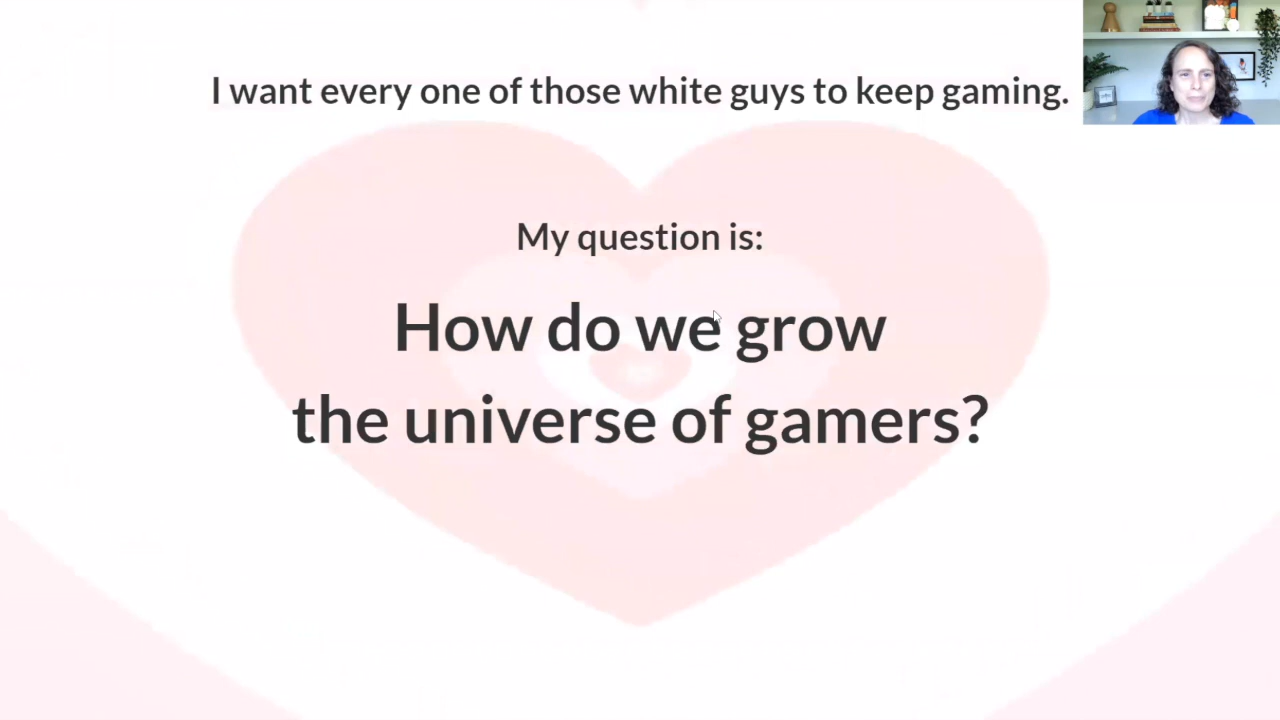 I want every one of those white guys to keep gaming.
My question is:
How do we grow
the universe of gamers?